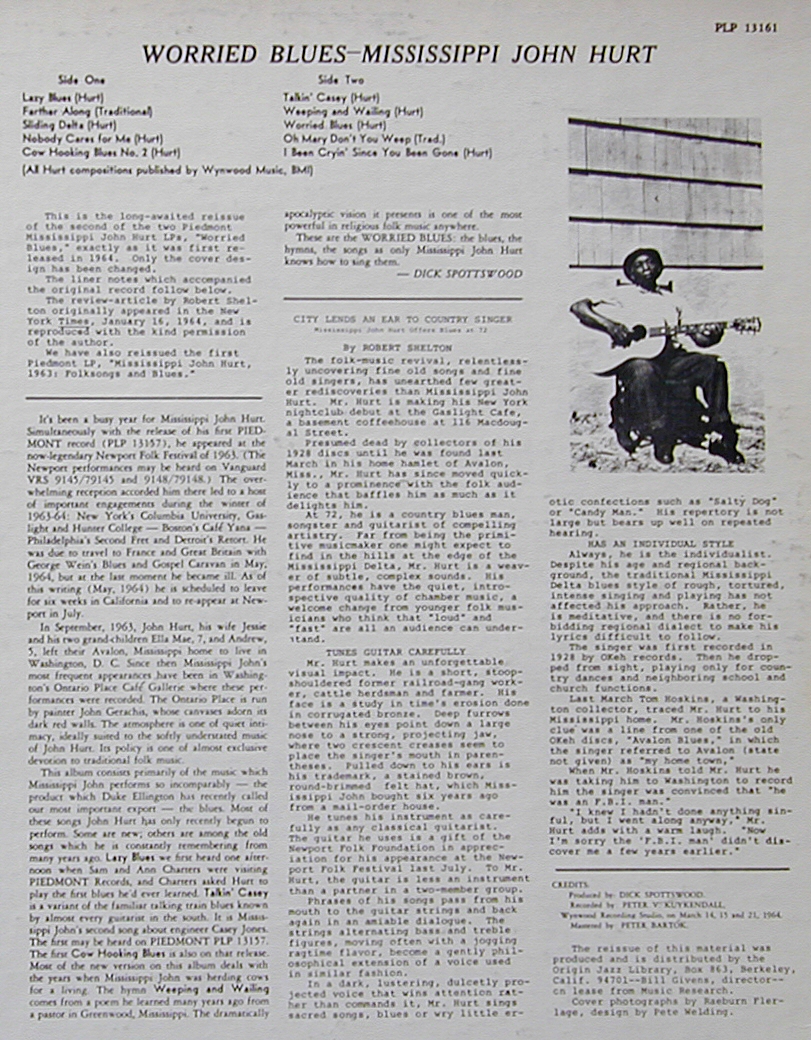 PLP 13161
WORRIED BLUES—MISSISSIPPI JOHN HURT
Side One
Lazy Blues (Hurt)
Farther Along (Traditional)
Sliding Delta (Hurt)
Nobody Cares for Me (Hurt)
Cow Hooking Blues No. 2 (Hurt)
(All Hurt compositions published by Wynwood Music, BMI)
Side Two
Talkin' Casey (Hurt)
Weeping and Wailing (Hurt)
Worried Blues (Hurt)
Oh Mary Don't You Weep (Trad.)
I Been Cryin' Since You Been Gone (Hurt)
This is the long-awaited reissue
of the second of the two Piedmont
Mississippi John Hurt LPs, "Worried
Blues," exactly as it was first re-
leased in 1964. Only the cover des-
ign has been changed.
The liner notes which accompanied
the original record follow below.
The review-article by Robert Shel-
ton originally appeared in the New
York Times, January 16, 1964, and is
reproduced with the kind permission
of the author.
We have also reissued the first
Piedmont LP, "Mississippi John Hurt,
1963: Folksongs and Blues."
It's been a busy year for Mississippi John Hurt.
Simultaneously with the release of his first PIED-
MONT record (PLP 13157), he appeared at the
now-legendary Newport Folk Festival of 1963. (The
Newport performances may be heard on Vanguard
VRS 9145/79145 and 9148/79148.) The over-
whelming reception accorded him there led to a host
of important engagements during the winter of
1963-64: New York's Columbia University, Gas-
light and Hunter College — Boston's Café Yana —
Philadelphia's Second Fret and Detroit's Retort. He
was due to travel to France and Great Britain with
George Wein's Blues and Gospel Caravan in May,
1964, but at the last moment he became ill. As of
this writing (May, 1964) he is scheduled to leave
for six weeks in California and to re-appear at New-
port in July.
In September, 1963, John Hurt, his wife Jessie
and his two grand-children Ella Mae, 7, and Andrew,
5, left their Avalon, Mississippi home to live in
Washington, D. C. Since then Mississippi John's
most frequent appearances have been in Washing-
ton's Ontario Place Café Gallerie where these per-
formances were recorded. The Ontario Place is run
by painter John Gerachis, whose canvases adorn its
dark red walls. The atmosphere is one of quiet inti-
macy, ideally suited to the softly understated music
of John Hurt. Its policy is one of almost exclusive
devotion to traditional folk music.
This album consists primarily of the music which
Mississippi John performs so incomparably — the
product which Duke Ellington has recently called
our most important export — the blues. Most of
these songs John Hurt has only recently begun to
perform. Some are new; others are among the old
songs which he is constantly remembering from
many years ago. Lazy Blues we first heard one after-
noon when Sam and Ann Charters were visiting
PIEDMONT Records, and Charters asked Hurt to
play the first blues he'd ever learned. Talkin' Casey
is a variant of the familiar talking train blues known
by almost every guitarist in the south. It is Missis-
sippi John's second song about engineer Casey Jones.
The first may be heard on PIEDMONT PLP 13157.
The first Cow Hooking Blues is also on that release.
Most of the new version on this album deals with
the years when Mississippi John was herding cows
for a living. The hymn Weeping and Wailing
comes from a poem he learned many years ago from
a pastor in Greenwood, Mississippi. The dramatically
apocalyptic vision it presents is one of the most
powerful in religious folk music anywhere.
These are the WORRIED BLUES: the blues, the
hymns, the songs as only Mississippi John Hurt
knows how to sing them.
— DICK SPOTTSWOOD
CITY LENDS AN EAR TO COUNTRY SINGER
Mississippi John Hurt Offers Blues at 72
By ROBERT SHELTON
The folk-music revival, relentless-
ly uncovering fine old songs and fine
old singers, has unearthed few great-
er rediscoveries than Mississippi John
Hurt. Mr. Hurt is making his New York
nightclub debut at the Gaslight Cafe,
a basement coffeehouse at 116 Macdoug-
al Street.
Presumed dead by collectors of his
1928 discs until he was found last
March in his home hamlet of Avalon,
Miss., Mr. Hurt has since moved quick-
ly to a prominence with the folk aud-
ience that baffles him as much as it
delights him.
At 72, he is a country blues man,
songster and guitarist of compelling
artistry. Far from being the primi-
tive musicmaker one might expect to
find in the hills at the edge of the
Mississippi Delta, Mr. Hurt is a weav-
er of subtle, complex sounds. His
performances have the quiet, intro-
spective quality of chamber music, a
welcome change from younger folk mus-
icians who think that "loud" and
"fast" are all an audience can under-
stand.
TUNES GUITAR CAREFULLY
Mr. Hurt makes an unforgettable
visual impact. He is a short, stoop-
shouldered former railroad-gang work-
er, cattle herdsman and farmer. His
face is a study in time's erosion done
in corrugated bronze. Deep furrows
between his eyes point down a large
nose to a strong, projecting jaw,
where two crescent creases seem to
place the singer's mouth in paren-
theses. Pulled down to his ears is
his trademark, a stained brown,
round-brimmed felt hat, which Miss-
issippi John bought six years ago
from a mail-order house.
He tunes his instrument as care-
fully as any classical guitarist.
The guitar he uses is a gift of the
Newport Folk Foundation in apprec-
iation for his appearance at the New-
port Folk Festival last July. To Mr.
Hurt, the guitar is less an instrument
than a partner in a two-member group.
Phrases of his songs pass from his
mouth to the guitar strings and back
again in an amiable dialogue. The
strings alternating bass and treble
figures, moving often with a jogging
ragtime flavor, become a gently phil-
osophical extension of a voice used
in similar fashion.
In a dark, lustering, dulcetly pro-
jected voice that wins attention rat-
her than commands it, Mr. Hurt sings
sacred songs, blues or wry little er-
otic confections such as "Salty Dog"
or "Candy Man." His repertory is not
large but bears up well on repeated
hearing.
HAS AN INDIVIDUAL STYLE
Always, he is the individualist.
Despite his age and regional back-
ground, the traditional Mississippi
Delta blues style of rough, tortured,
intense singing and playing has not
affected his approach. Rather, he
is meditative, and there is no for-
bidding regional dialect to make his
lyrics difficult to follow.
The singer was first recorded in
1928 by OKeh records. Then he drop-
ped from sight, playing only for coun-
try dances and neighboring school and
church functions.
Last March Tom Hoskins, a Washing-
ton collector, traced Mr. Hurt to his
Mississippi home. Mr. Hoskins's only
clue was a line from one of the old
OKeh discs, "Avalon Blues," in which
the singer referred to Avalon (state
not given) as "my home town,"
When Mr. Hoskins told Mr. Hurt he
was taking him to Washington to record
him the singer was convinced that "he
was an F.B.I. man."
"I knew I hadn't done anything sin-
ful, but I went along anyway," Mr.
Hurt adds with a warm laugh. "Now
I'm sorry the 'F.B.I. man' didn't dis-
cover me a few years earlier."
CREDITS:
Produced by: DICK SPOTTSWOOD.
Recorded by: PETER V. KUYKENDALL,
Wynwood Recording Studio, on March 14, 15 and 21, 1964.
Mastered by PETER BARTOK.
The reissue of this material was
produced and is distributed by the
Origin Jazz Library, Box 863, Berkeley,
Calif. 94701--Bill Givens, director--
on lease from Music Research.
Cover photographs by Raeburn Fler-
lage, design by Pete Welding.